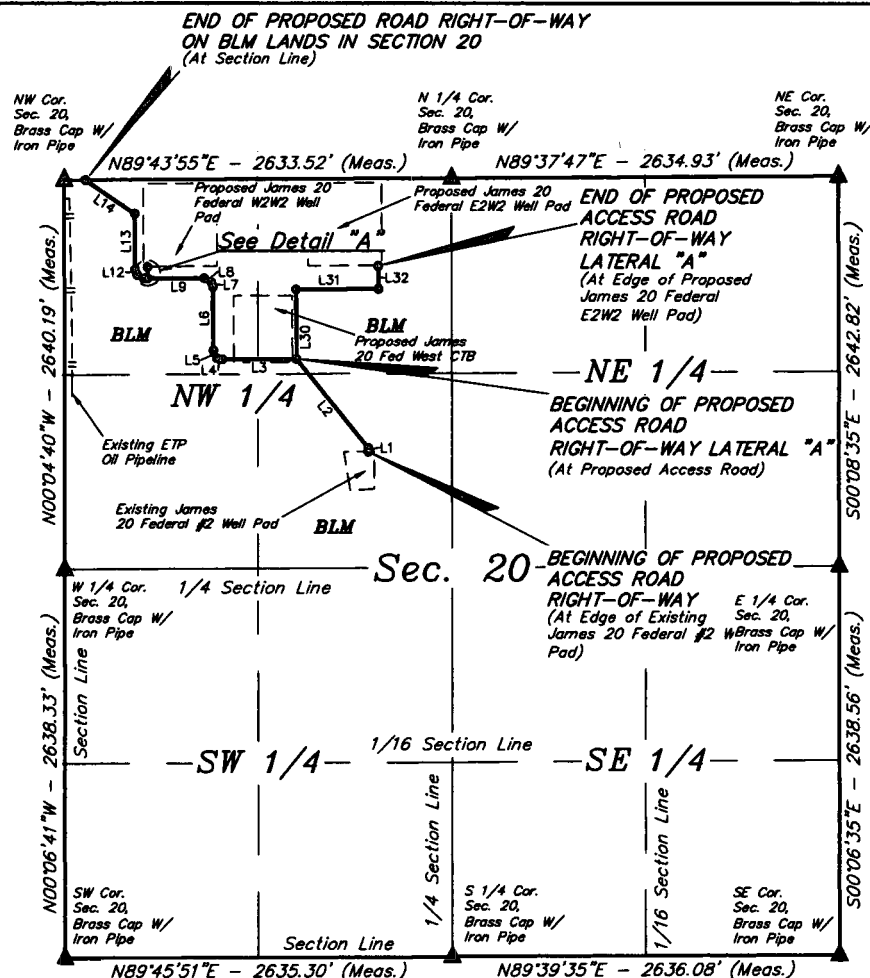 END OF PROPOSED ROAD RIGHT-OF-WAY
ON BLM LANDS IN SECTION 20
(At Section Line)
NW Cor.
Sec. 20,
Brass Cap W/
Iron Pipe
N 1/4 Cor.
Sec. 20,
Brass Cap W/
Iron Pipe
NE Cor.
Sec. 20,
Brass Cap W/
Iron Pipe
N89°43'55"E - 2633.52' (Meas.)
N89°37'47"E - 2634.93' (Meas.)
Proposed James 20
Federal W2W2 Well
Pad
Proposed James 20
Federal E2W2 Well Pad
See Detail "A"
END OF PROPOSED
ACCESS ROAD
RIGHT-OF-WAY
LATERAL "A"
(At Edge of Proposed
James 20 Federal
E2W2 Well Pad)
L14
L13
L12
L9
L8
L7
L6
L5
L4
L3
L31
L32
L30
L2
L1
BLM
BLM
Proposed James
20 Fed West CTB
NW 1/4
NE 1/4
BEGINNING OF PROPOSED
ACCESS ROAD
RIGHT-OF-WAY LATERAL "A"
(At Proposed Access Road)
N00°04'40"W - 2640.19' (Meas.)
S00°08'35"E - 2642.82' (Meas.)
Existing ETP
Oil Pipeline
Existing James
20 Federal #2 Well Pad
BLM
Sec. 20
BEGINNING OF PROPOSED
ACCESS ROAD
RIGHT-OF-WAY
(At Edge of Existing
James 20 Federal #2 W
Pad)
W 1/4 Cor.
Sec. 20,
Brass Cap W/
Iron Pipe
1/4 Section Line
E 1/4 Cor.
Sec. 20,
Brass Cap W/
Iron Pipe
N00°06'41"W - 2638.33' (Meas.)
Section Line
S00°06'35"E - 2638.56' (Meas.)
1/16 Section Line
SW 1/4
SE 1/4
1/4 Section Line
1/16 Section Line
SW Cor.
Sec. 20,
Brass Cap W/
Iron Pipe
Section Line
S 1/4 Cor.
Sec. 20,
Brass Cap W/
Iron Pipe
SE Cor.
Sec. 20,
Brass Cap W/
Iron Pipe
N89°45'51"E - 2635.30' (Meas.)
N89°39'35"E - 2636.08' (Meas.)